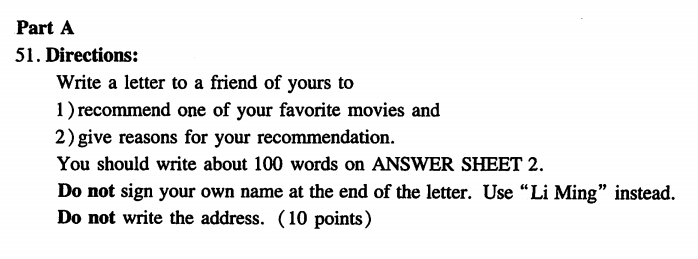 Part A
51. Directions:
Write a letter to a friend of yours to
1) recommend one of your favorite movies and
2) give reasons for your recommendation.
You should write about 100 words on ANSWER SHEET 2.
Do not sign your own name at the end of the letter. Use “Li Ming” instead.
Do not write the address. (10 points)